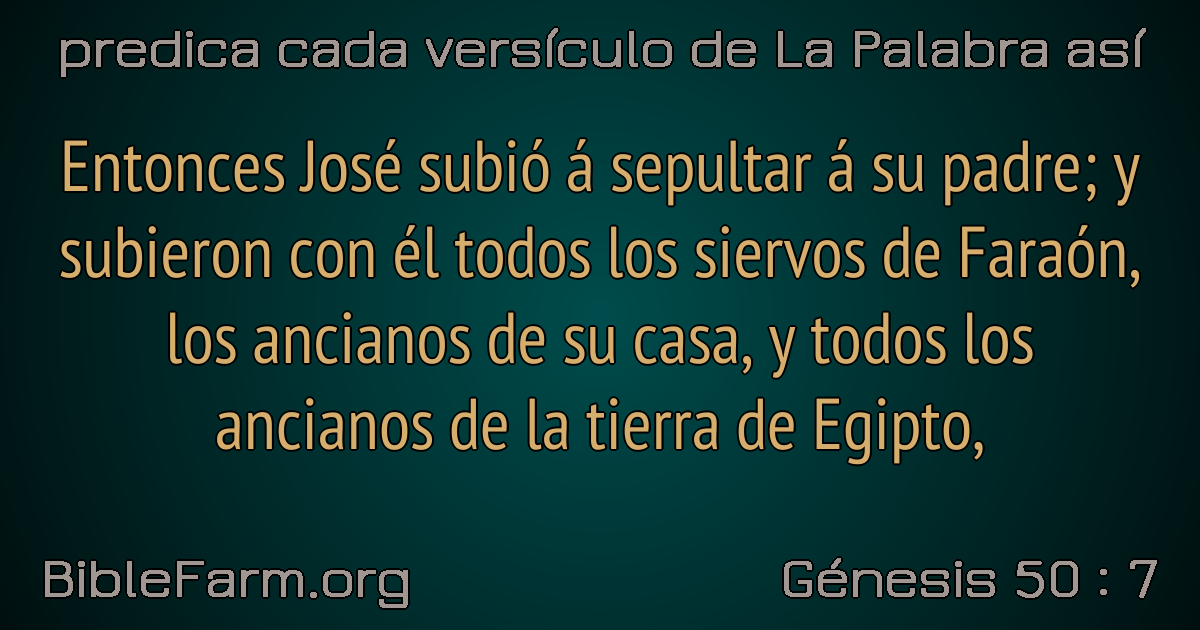 predica cada versículo de La Palabra así
Entonces José subió á sepultar á su padre; y
subieron con él todos los siervos de Faraón,
los ancianos de su casa, y todos los
ancianos de la tierra de Egipto,
BibleFarm.org
Génesis 50 : 7